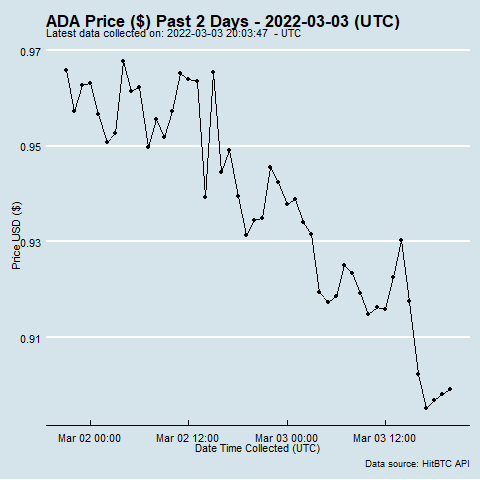 ADA Price ($) Past 2 Days - 2022-03-03 (UTC)
Latest data collected on: 2022-03-03 20:03:47 - UTC
0.97
0.95
0.93
0.91
Price USD ($)
Mar 02 00:00 Mar 02 12:00 Mar 03 00:00 Mar 03 12:00
Date Time Collected (UTC)
Data source: HitBTC API